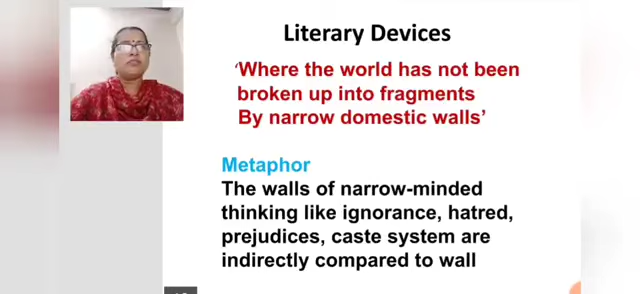 Literary Devices
‘Where the world has not been
broken up into fragments
By narrow domestic walls’
Metaphor
The walls of narrow-minded
thinking like ignorance, hatred,
prejudices, caste system are
indirectly compared to wall